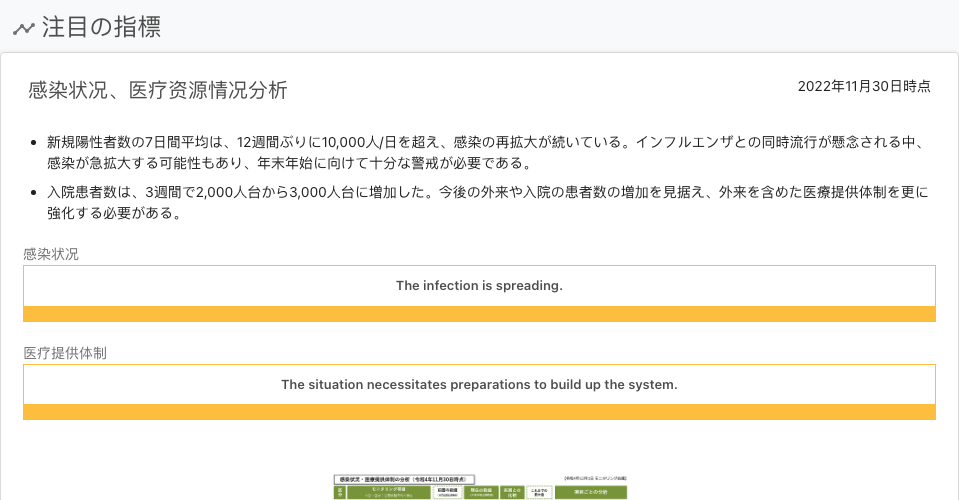 注目の指標
感染状况、医疗资源情况分析
2022年11月30日時点
新規陽性者数の7日間平均は、12週間ぶりに10,000人/日を超え、感染の再拡大が続いている。インフルエンザとの同時流行が懸念される中、
感染が急拡大する可能性もあり、年末年始に向けて十分な警戒が必要である。
入院患者数は、3週間で2,000人台から3,000人台に増加した。今後の外来や入院の患者数の増加を見据え、外来を含めた医療提供体制を更に
強化する必要がある。
感染状况
The infection is spreading.
医疗提供体制
The situation necessitates preparations to build up the system.
感染状況・医療提供体制の分析（令和4年11月30日時点）